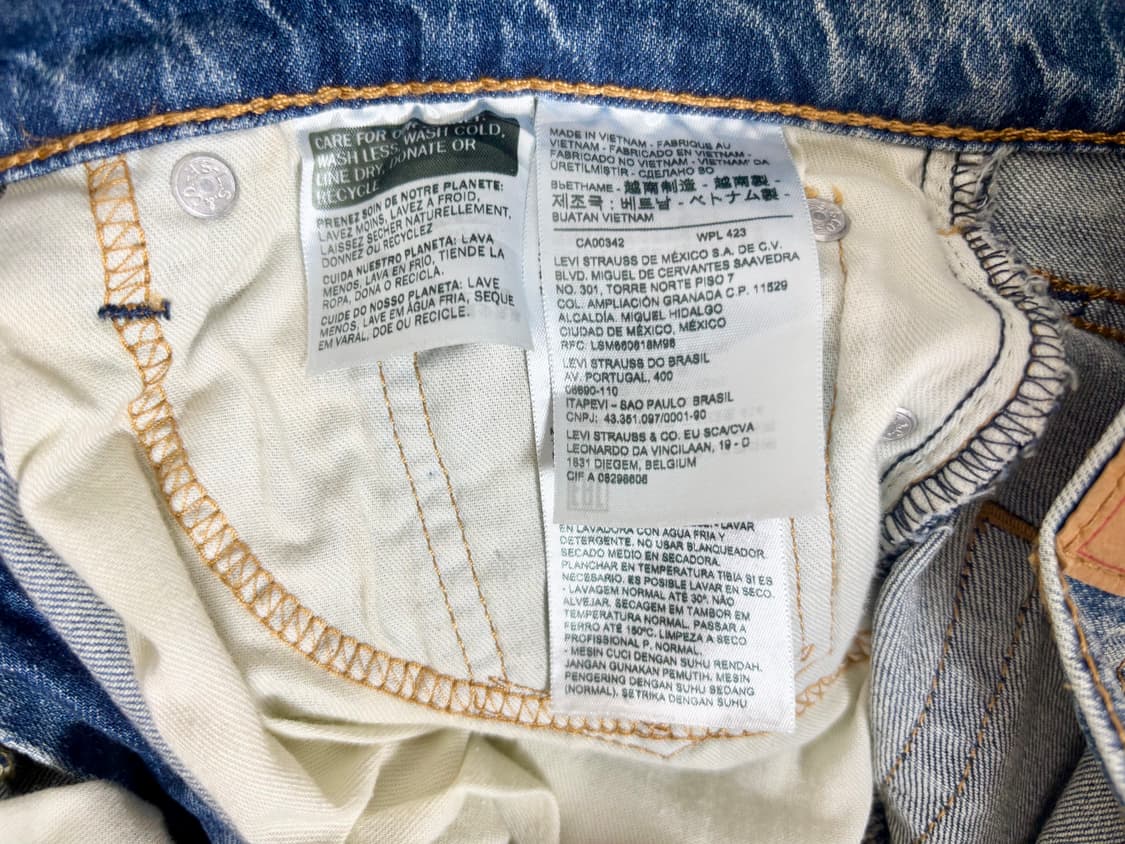 CARE FOR OUR PLANET:
WASH LESS, WASH COLD,
LINE DRY, DONATE OR
RECYCLE
PRENEZ SOIN DE NOTRE PLANETE:
LAVEZ MOINS, LAVEZ A FROID,
LAISSEZ SECHER NATURELLEMENT,
DONNEZ OU RECYCLEZ
CUIDA NUESTRO PLANETA: LAVA
MENOS, LAVA EN FRIO, TIENDE LA
ROPA, DONA O RECICLA.
CUIDE DO NOSSO PLANETA: LAVE
MENOS, LAVE EM ÁGUA FRIA, SEQUE
EM VARAL, DOE OU RECICLE.
MADE IN VIETNAM - FABRIQUE AU
VIETNAM - FABRICADO EN VIETNAM -
FABRICADO NO VIETNAM - VIETNAM' DA
ÜRETILMISTIR - СДЕЛАНО ВО
ВЬЕТНАМЕ - 越南制造 - 越南製 -
제조국 : 베트남 - ベトナム製
BUATAN VIETNAM
CA00342 WPL 423
LEVI STRAUSS DE MÉXICO S.A. DE C.V.
BLVD. MIGUEL DE CERVANTES SAAVEDRA
NO. 301, TORRE NORTE PISO 7
COL. AMPLIACIÓN GRANADA C.P. 11529
ALCALDÍA. MIGUEL HIDALGO
CIUDAD DE MÉXICO, MÉXICO
RFC: LSM860818M98
LEVI STRAUSS DO BRASIL
AV. PORTUGAL, 400
06690-110
ITAPEVI - SAO PAULO BRASIL
CNPJ: 43.351.097/0001-90
LEVI STRAUSS & CO. EU SCA/CVA
LEONARDO DA VINCILAAN, 19 - D
1831 DIEGEM, BELGIUM
CIF A 08298608
EN LAVADORA CON AGUA FRIA Y
DETERGENTE. NO USAR BLANQUEADOR.
SECADO MEDIO EN SECADORA.
PLANCHAR EN TEMPERATURA TIBIA SI ES
NECESARIO. ES POSIBLE LAVAR EN SECO.
- LAVAGEM NORMAL ATÉ 30º. NÃO
ALVEJAR. SECAGEM EM TAMBOR EM
TEMPERATURA NORMAL. PASSAR A
FERRO ATÉ 150ºC. LIMPEZA A SECO
PROFISSIONAL P, NORMAL.
- MESIN CUCI DENGAN SUHU RENDAH.
JANGAN GUNAKAN PEMUTIH. MESIN
PENGERING DENGAN SUHU SEDANG
(NORMAL). SETRIKA DENGAN SUHU